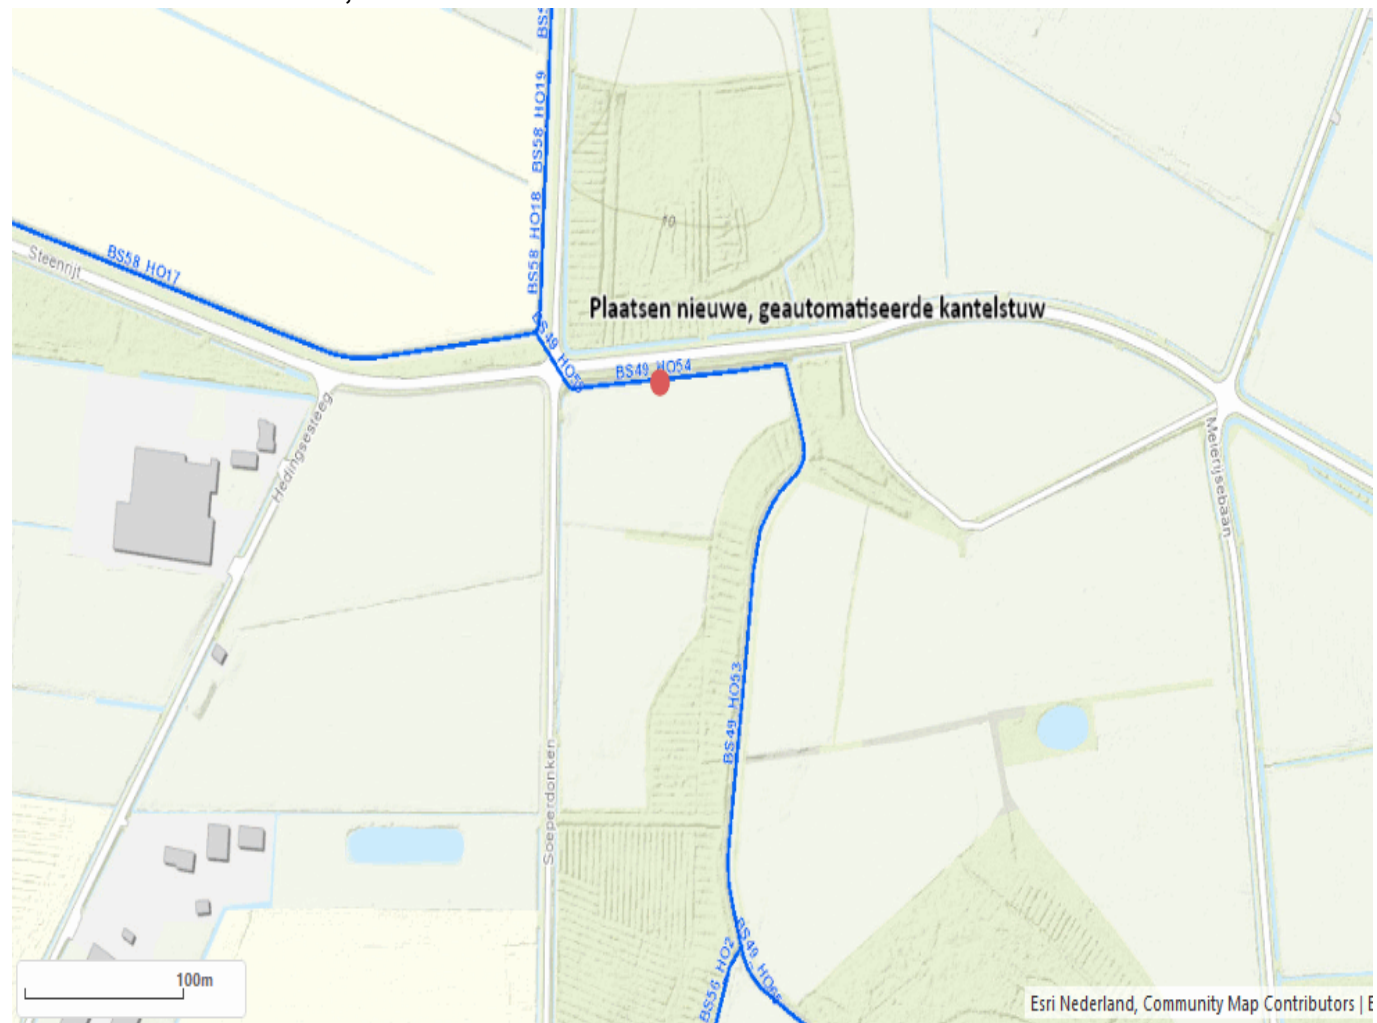 BS58_HO19
BS58_HO18
Steenrijt
BS58_HO17
10
Plaatsen nieuwe, geautomatiseerde kantelstuw
BS49_HO54
Hedingsesteeg
Meierijsebaan
BS49_HO53
Soeperdonken
BS56_HO2
100m
Esri Nederland, Community Map Contributors |